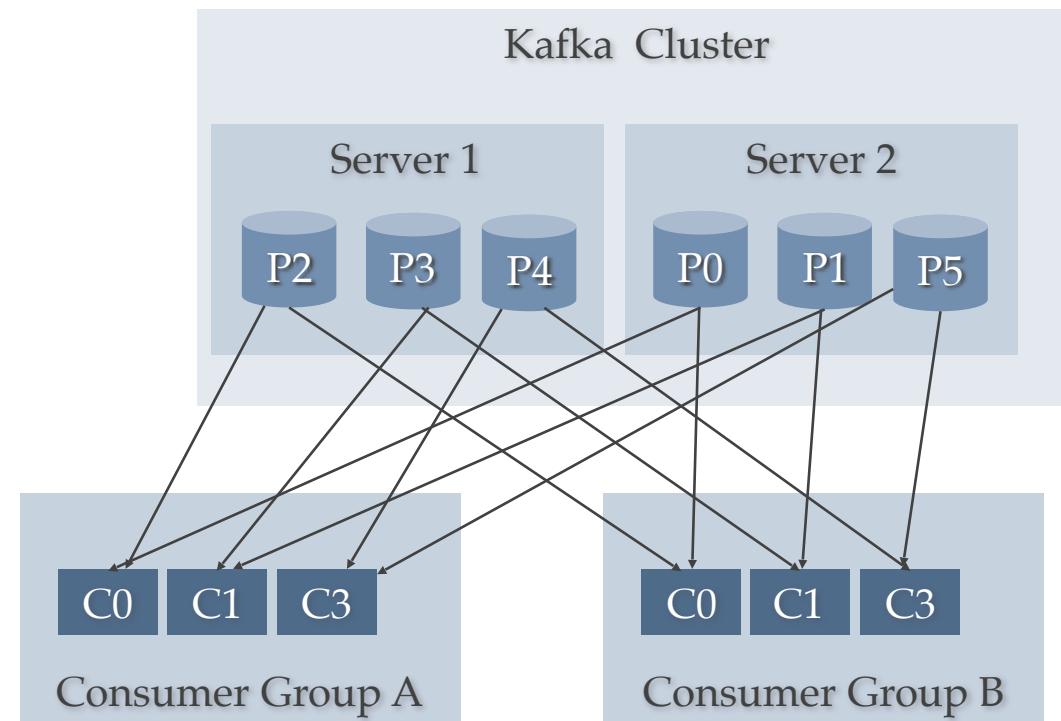 Kafka Cluster
Server 1
Server 2
P2
P3
P4
P0
P1
P5
C0
C1
C3
C0
C1
C3
Consumer Group A
Consumer Group B